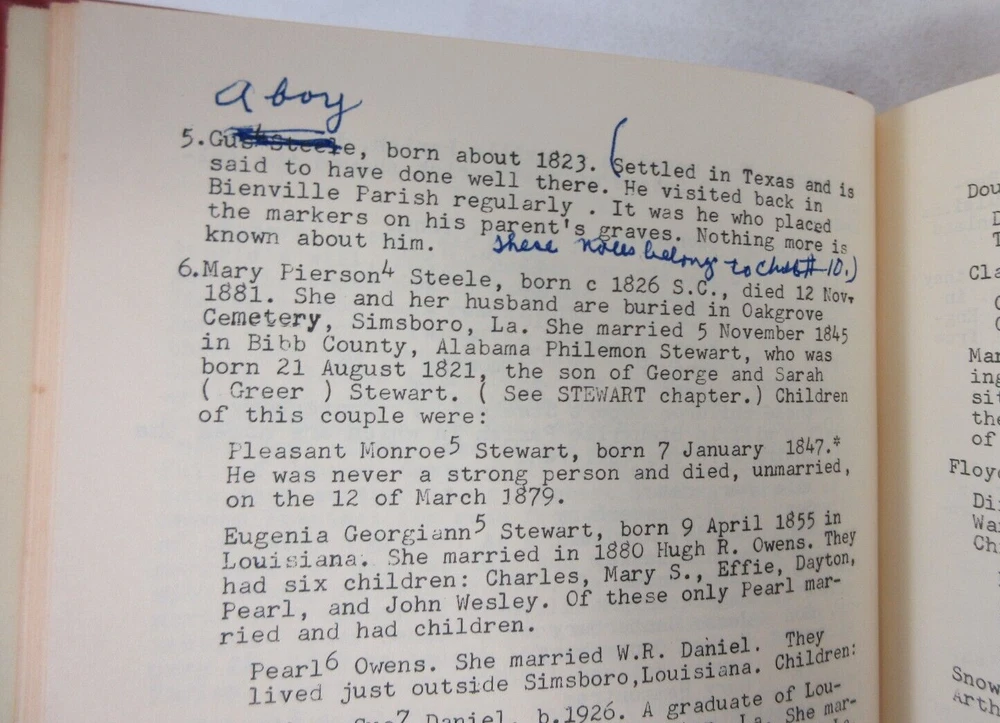 A boy
5. Gus⁴ Steele, born about 1823. (Settled in Texas and is
said to have done well there. He visited back in
Bienville Parish regularly . It was he who placed
the markers on his parent's graves. Nothing more is
known about him. these notes belong to Chst# 10.)
6. Mary Pierson⁴ Steele, born c 1826 S.C., died 12 Nov.
1881. She and her husband are buried in Oakgrove
Cemetery, Simsboro, La. She married 5 November 1845
in Bibb County, Alabama Philemon Stewart, who was
born 21 August 1821, the son of George and Sarah
( Greer ) Stewart. ( See STEWART chapter.) Children
of this couple were:
Pleasant Monroe⁵ Stewart, born 7 January 1847.*
He was never a strong person and died, unmarried,
on the 12 of March 1879.
Eugenia Georgiann⁵ Stewart, born 9 April 1855 in
Louisiana. She married in 1880 Hugh R. Owens. They
had six children: Charles, Mary S., Effie, Dayton,
Pearl, and John Wesley. Of these only Pearl mar-
ried and had children.
Pearl⁶ Owens. She married W.R. Daniel. They
lived just outside Simsboro,Louisiana. Children:
Gus⁷ Daniel, b.1926. A graduate of Lou-
La. She mar-
Dou
Cla
Mar
ing
sit
the
of
Floyd
Di
Wa
Chi
Snow
Arth